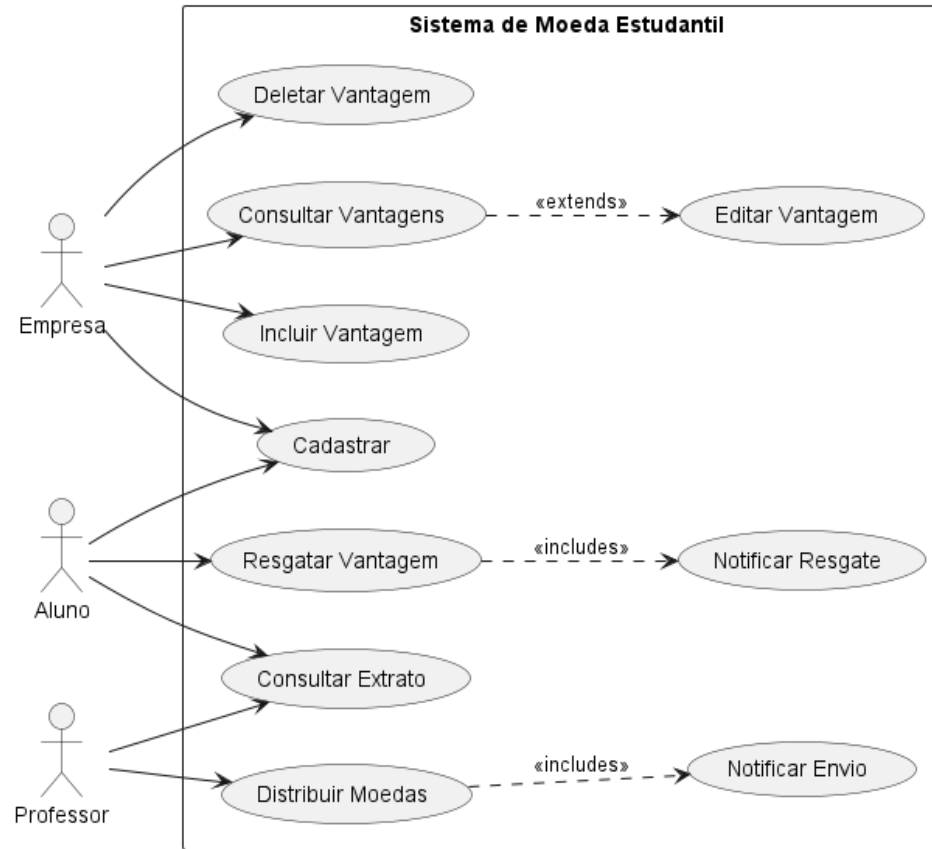 Sistema de Moeda Estudantil
Deletar Vantagem
Consultar Vantagens
«extends»
Editar Vantagem
Empresa
Incluir Vantagem
Cadastrar
Aluno
Resgatar Vantagem
«includes»
Notificar Resgate
Consultar Extrato
Professor
Distribuir Moedas
«includes»
Notificar Envio